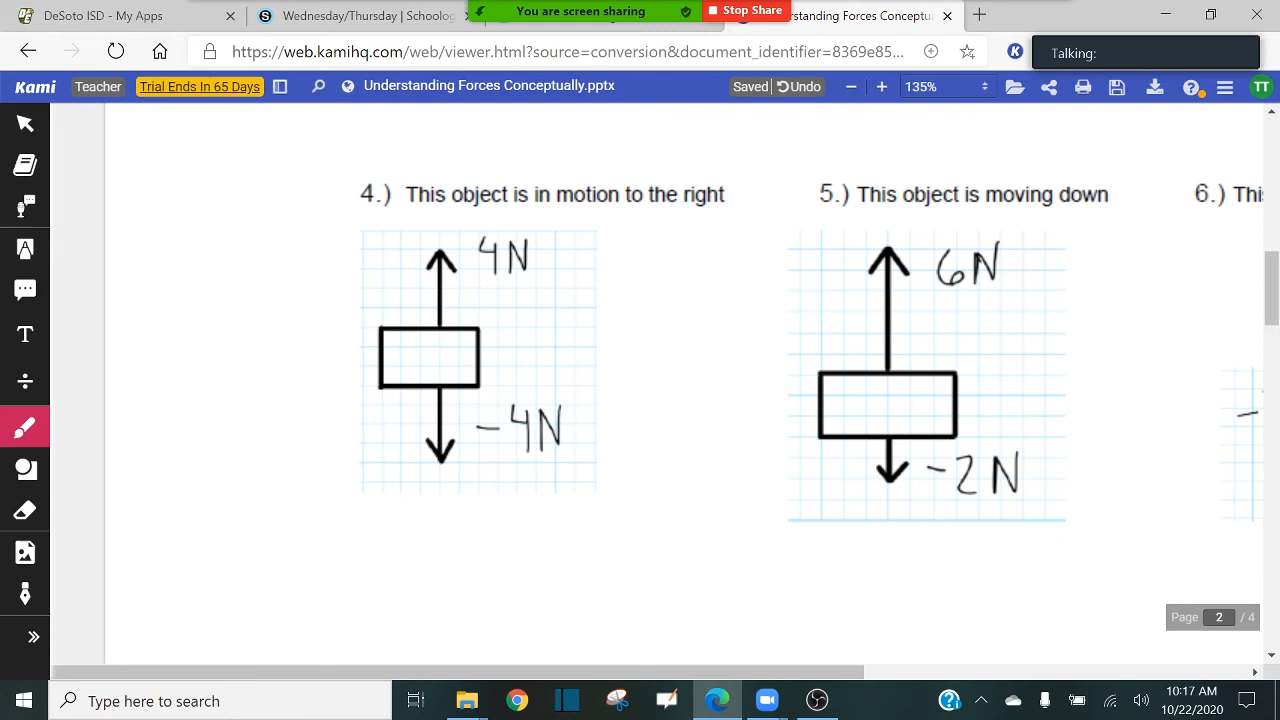 DeSoto - My Apps
Wednesday/Thursday | Schoolog
You are screen sharing
Stop Share
Understanding Forces Conceptu
https://web.kamihq.com/web/viewer.html?source=conversion&document_identifier=8369e85...
Talking:
Kami Teacher Trial Ends In 65 Days Understanding Forces Conceptually.pptx Saved Undo 135% TT
4.) This object is in motion to the right
5.) This object is moving down
6.) Thi
4N
6N
-4N
-2N
-
Page 2 / 4
Type here to search
10:17 AM
10/22/2020